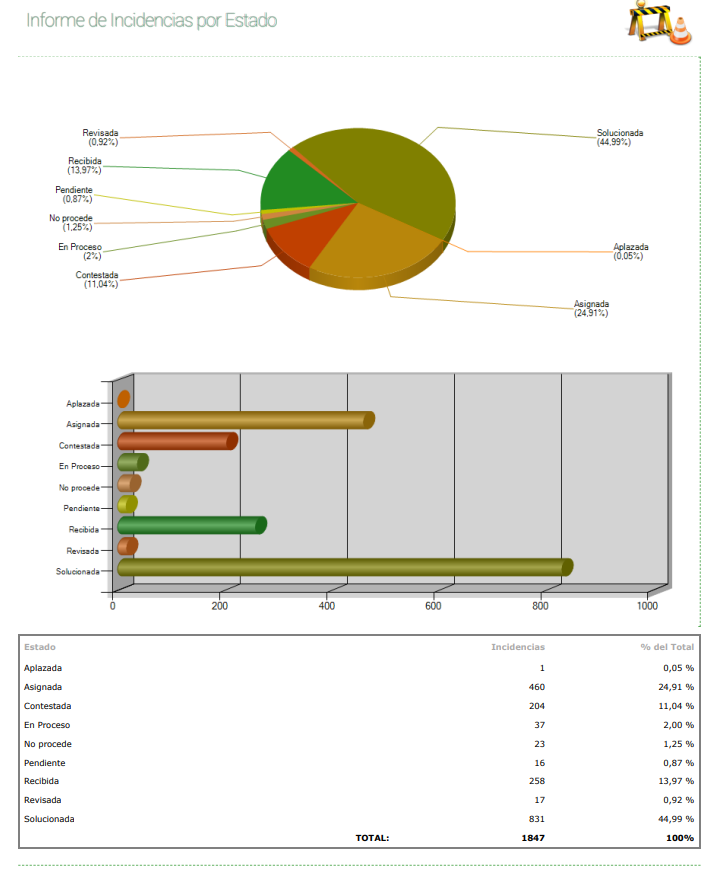 Informe de Incidencias por Estado
Revisada
(0,92%)
Solucionada
(44,99%)
Recibida
(13,97%)
Pendiente
(0,87%)
No procede
(1,25%)
En Proceso
(2%)
Aplazada
(0,05%)
Contestada
(11,04%)
Asignada
(24,91%)
Aplazada
Asignada
Contestada
En Proceso
No procede
Pendiente
Recibida
Revisada
Solucionada
0 200 400 600 800 1000
Estado Incidencias % del Total
Aplazada 1 0,05 %
Asignada 460 24,91 %
Contestada 204 11,04 %
En Proceso 37 2,00 %
No procede 23 1,25 %
Pendiente 16 0,87 %
Recibida 258 13,97 %
Revisada 17 0,92 %
Solucionada 831 44,99 %
TOTAL: 1847 100%